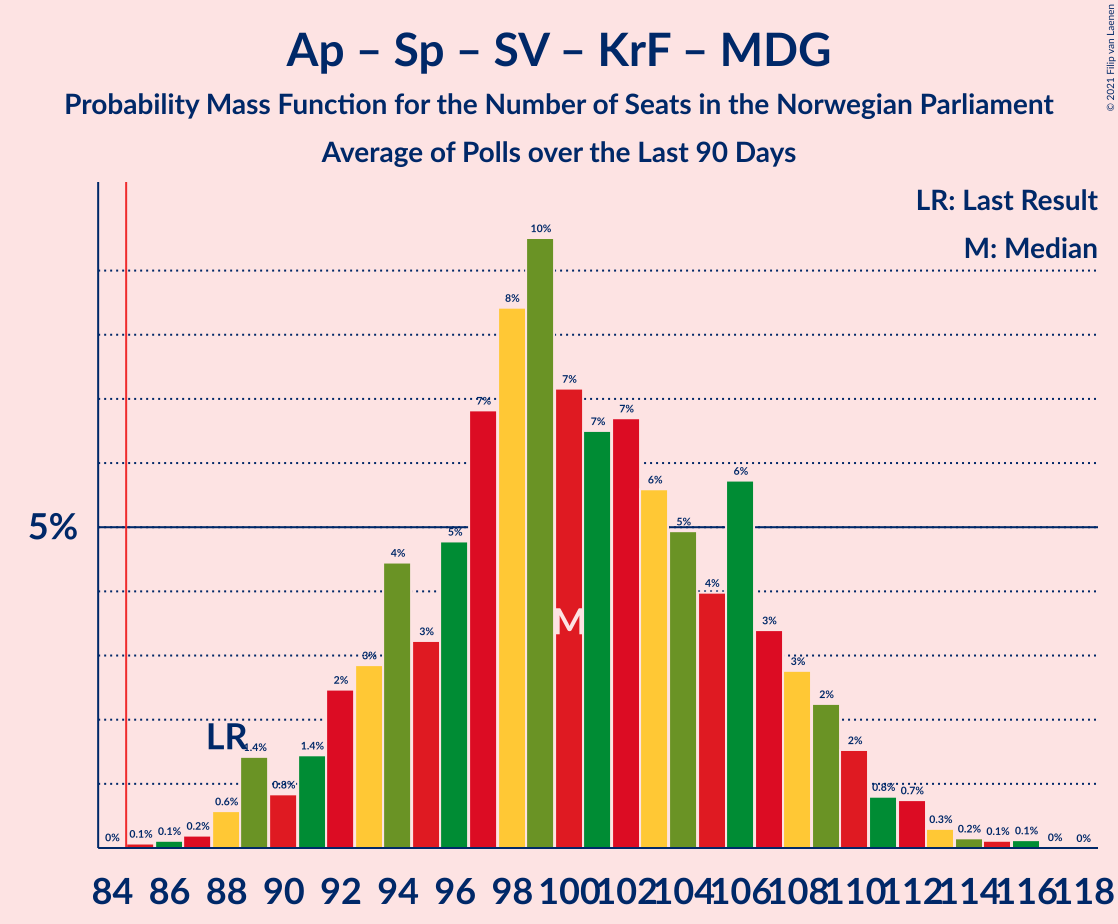 Ap – Sp – SV – KrF – MDG
Probability Mass Function for the Number of Seats in the Norwegian Parliament
Average of Polls over the Last 90 Days
© 2021 Filip van Laenen
LR: Last Result
M: Median
5%
LR
M
0% 0.1% 0.1% 0.2% 0.6% 1.4% 0.8% 1.4% 2% 3% 4% 3% 5% 7% 8% 10% 7% 7% 7% 6% 5% 4% 6% 3% 3% 2% 2% 0.8% 0.7% 0.3% 0.2% 0.1% 0.1% 0% 0%
84 86 88 90 92 94 96 98 100 102 104 106 108 110 112 114 116 118